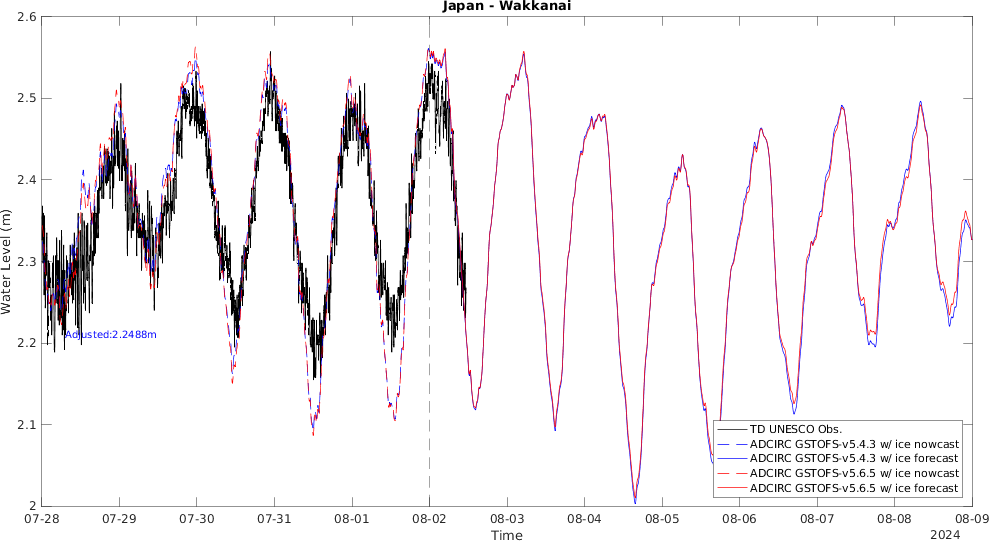 Japan - Wakkanai
Water Level (m)
2.6
2.5
2.4
2.3
2.2
2.1
2
Adjusted:2.2488m
TD UNESCO Obs.
ADCIRC GSTOFS-v5.4.3 w/ ice nowcast
ADCIRC GSTOFS-v5.4.3 w/ ice forecast
ADCIRC GSTOFS-v5.6.5 w/ ice nowcast
ADCIRC GSTOFS-v5.6.5 w/ ice forecast
07-28 07-29 07-30 07-31 08-01 08-02 08-03 08-04 08-05 08-06 08-07 08-08 08-09
Time
2024